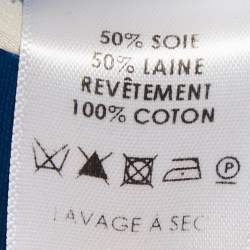 50% SOIE
50% LAINE
REVÊTEMENT
100% COTON
P
LAVAGE À SEC